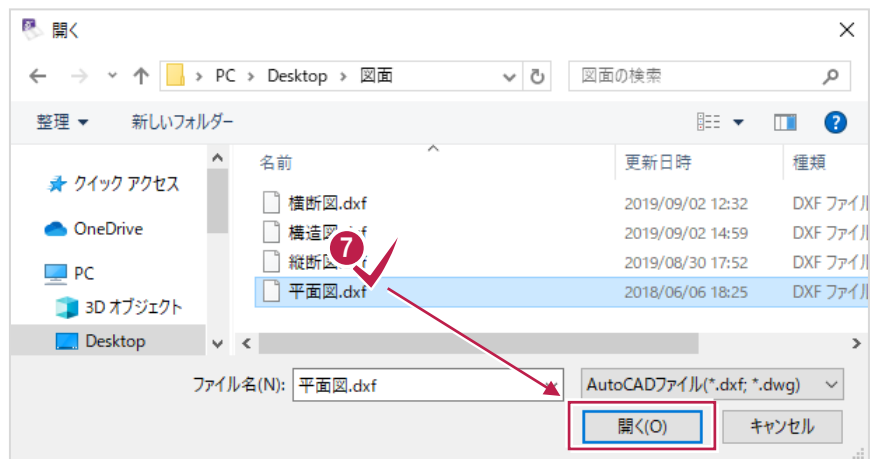 開く
PC › Desktop › 図面
図面の検索
整理
新しいフォルダー
名前
更新日時
種類
クイック アクセス
OneDrive
PC
3D オブジェクト
Desktop
横断図.dxf 2019/09/02 12:32 DXF ファイル
構造図 2019/09/02 14:59 DXF ファイル
縦断図 2019/08/30 17:52 DXF ファイル
平面図.dxf 2018/06/06 18:25 DXF ファイル
7
ファイル名(N): 平面図.dxf
AutoCADファイル(*.dxf; *.dwg)
開く(O)
キャンセル